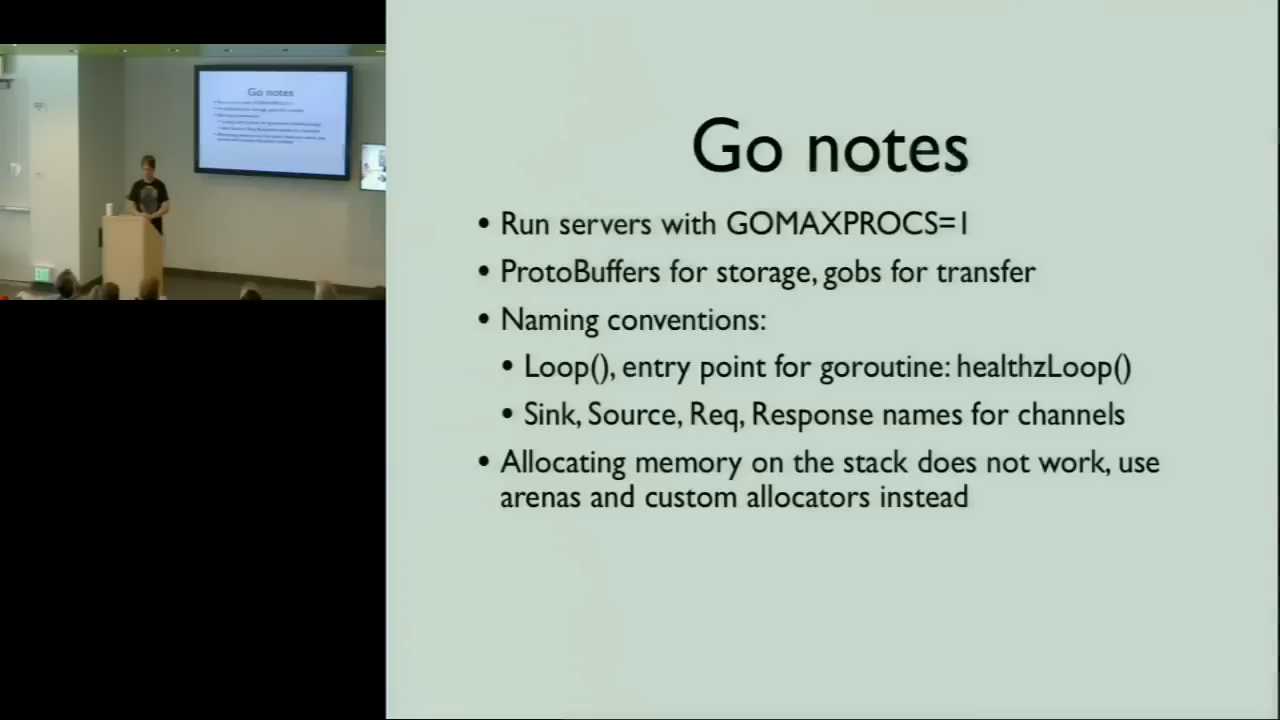 Go notes
• Run servers with GOMAXPROCS=1
• ProtoBuffers for storage, gobs for transfer
• Naming conventions:
• Loop(), entry point for goroutine: healthzLoop()
• Sink, Source, Req, Response names for channels
• Allocating memory on the stack does not work, use
arenas and custom allocators instead
Go notes